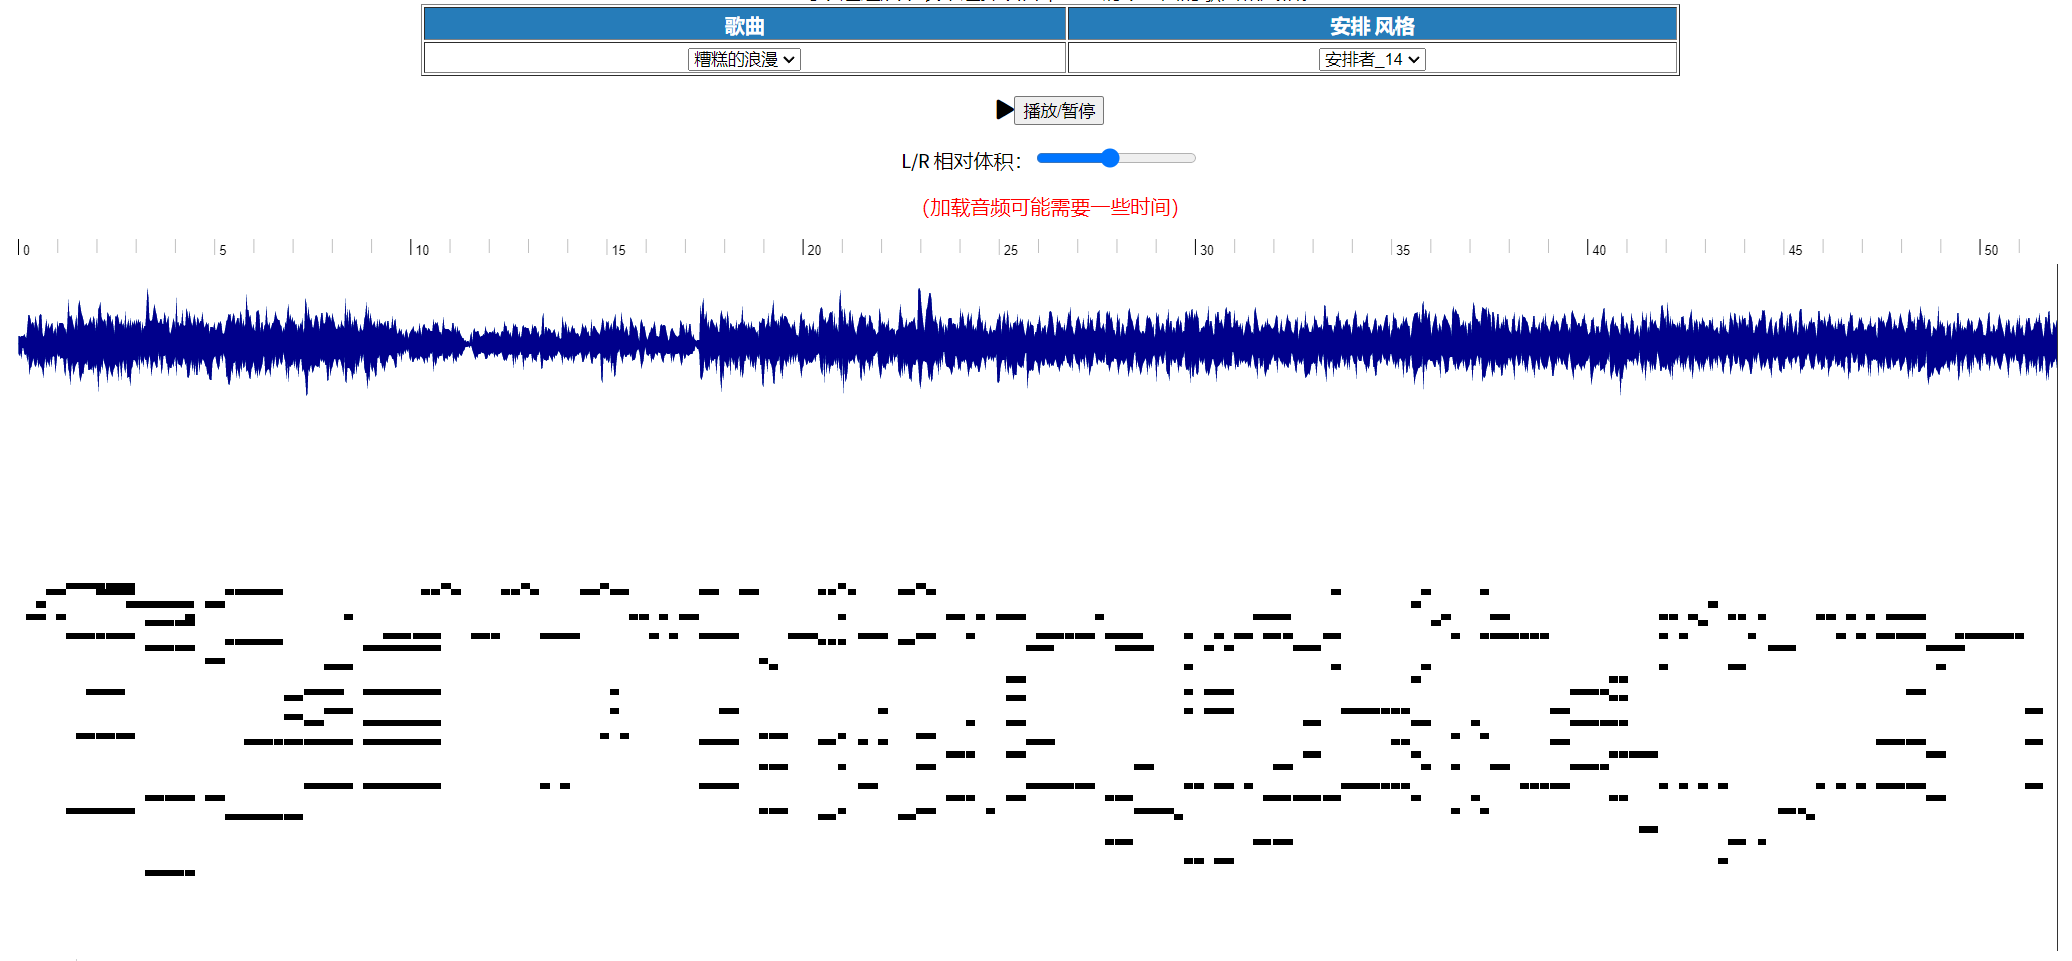 歌曲 安排 风格
糟糕的浪漫 安排者_14
播放/暂停
L/R 相对体积：
（加载音频可能需要一些时间）
0 5 10 15 20 25 30 35 40 45 50